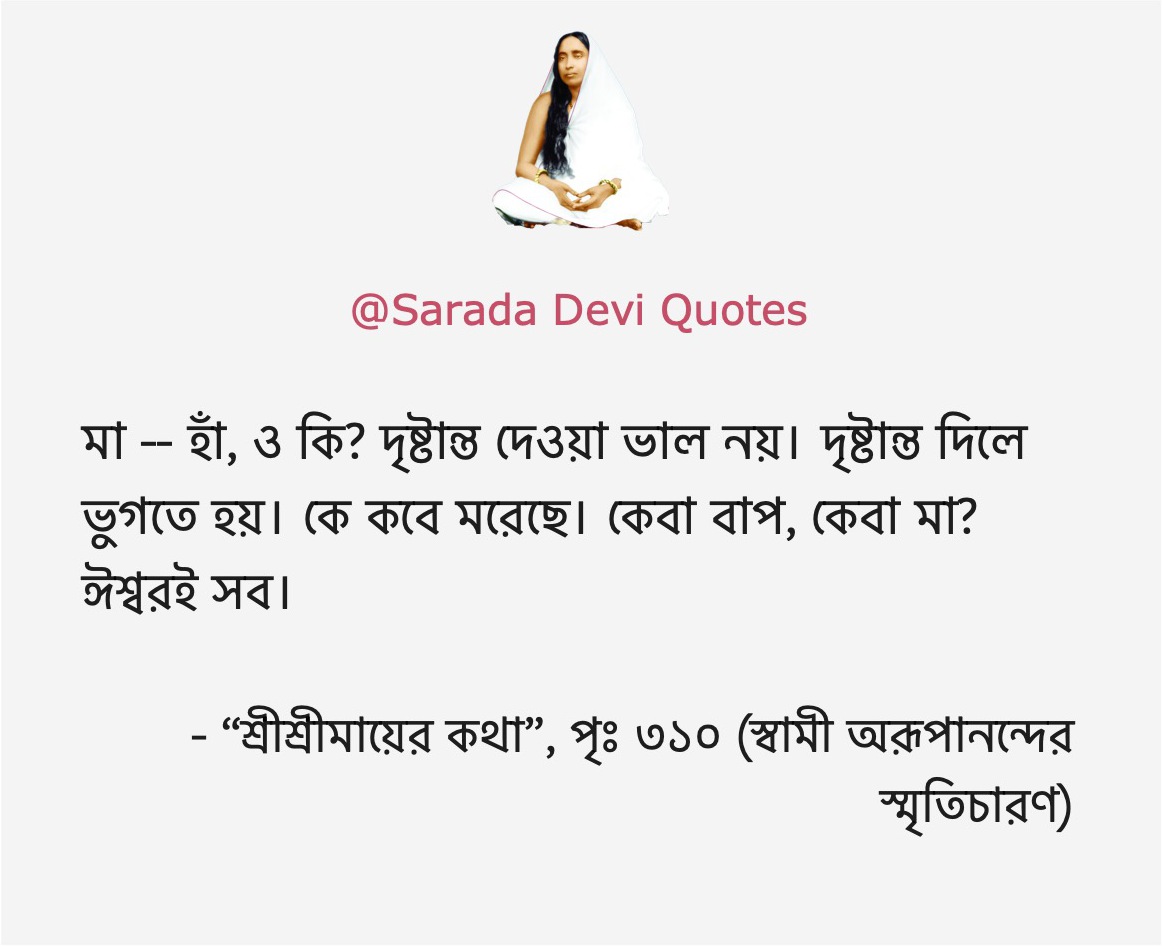 @Sarada Devi Quotes
মা -- হাঁ, ও কি? দৃষ্টান্ত দেওয়া ভাল নয়। দৃষ্টান্ত দিলে
ভুগতে হয়। কে কবে মরেছে। কেবা বাপ, কেবা মা?
ঈশ্বরই সব।
- “শ্রীশ্রীমায়ের কথা”, পৃঃ ৩১০ (স্বামী অরূপানন্দের
স্মৃতিচারণ)